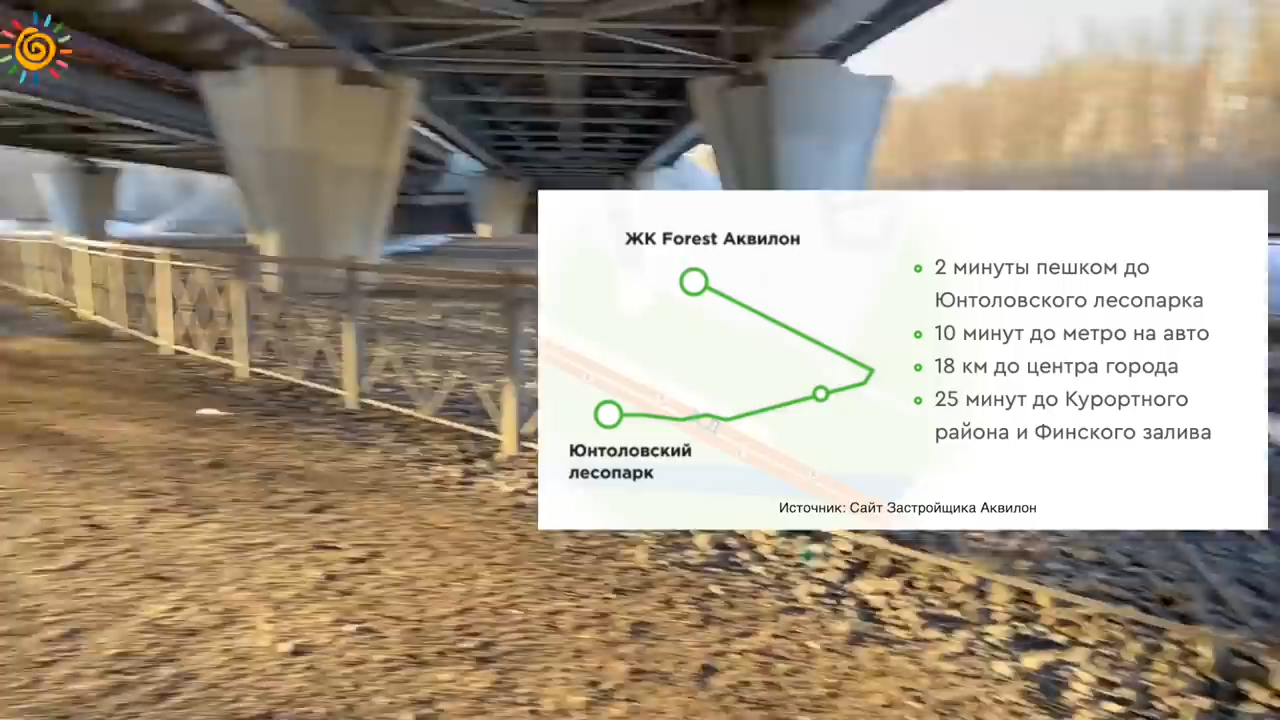 ЖК Forest Аквилон
Юнтоловский
лесопарк
2 минуты пешком до
Юнтоловского лесопарка
10 минут до метро на авто
18 км до центра города
25 минут до Курортного
района и Финского залива
Источник: Сайт Застройщика Аквилон